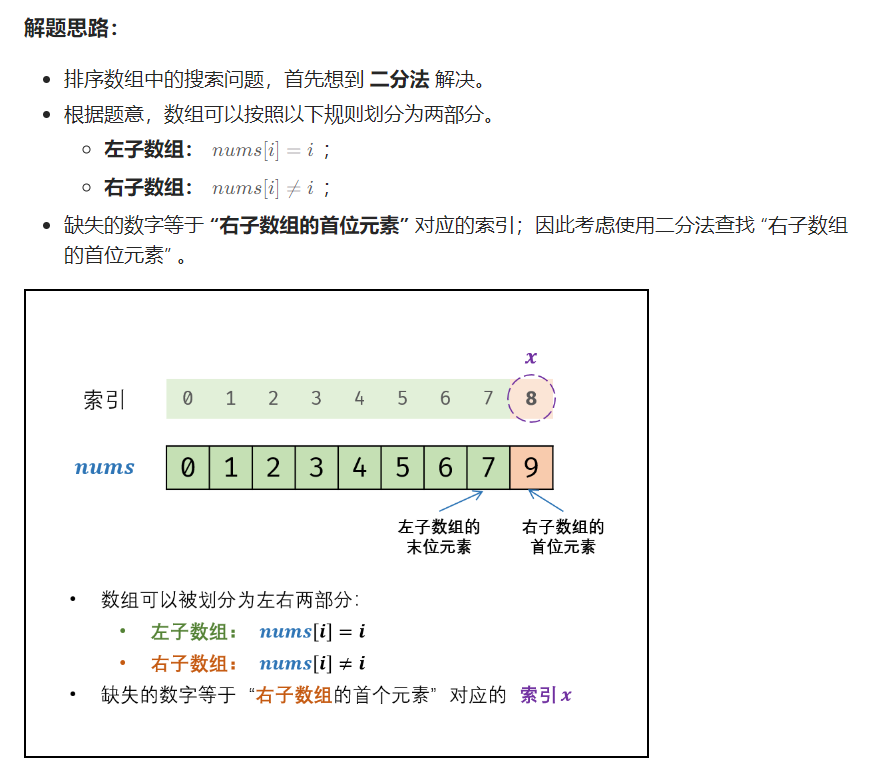 解题思路：
• 排序数组中的搜索问题，首先想到 二分法 解决。
• 根据题意，数组可以按照以下规则划分为两部分。
◦ 左子数组： nums[i] = i ；
◦ 右子数组： nums[i] ≠ i ；
• 缺失的数字等于 “右子数组的首位元素” 对应的索引；因此考虑使用二分法查找 “右子数组
的首位元素” 。
x
索引 0 1 2 3 4 5 6 7 8
nums 0 1 2 3 4 5 6 7 9
左子数组的 右子数组的
末位元素 首位元素
• 数组可以被划分为左右两部分：
• 左子数组： nums[i] = i
• 右子数组： nums[i] ≠ i
• 缺失的数字等于 “右子数组的首个元素” 对应的 索引 x